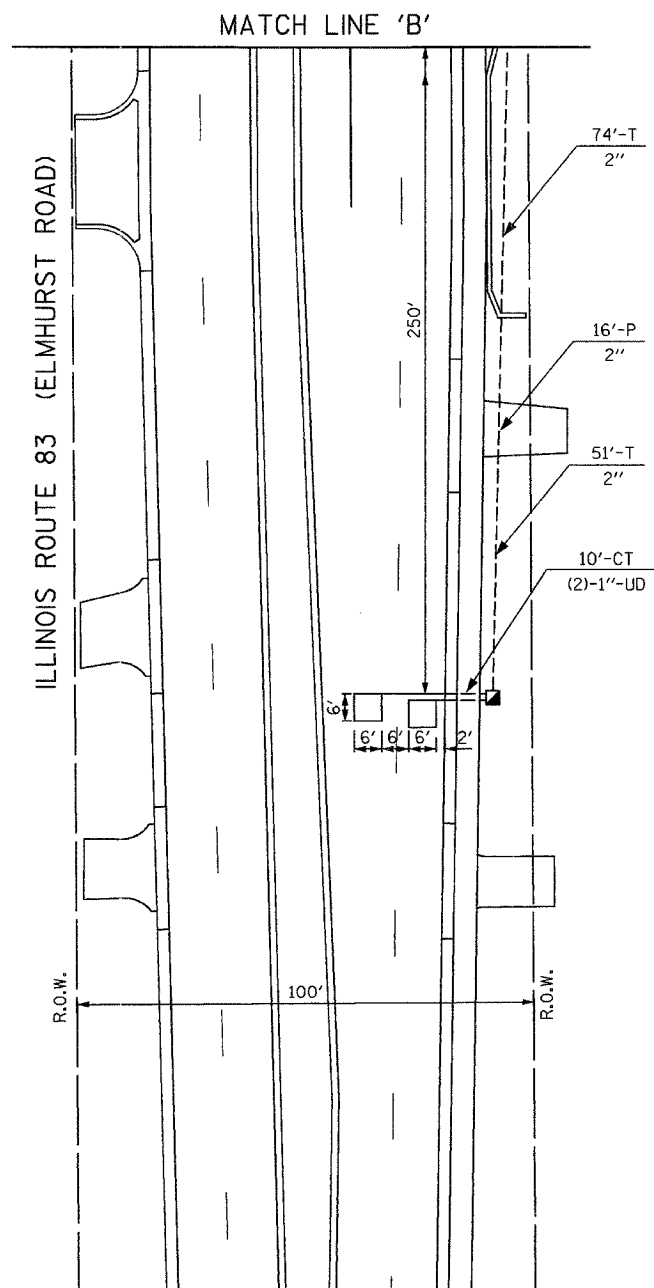 MATCH LINE 'B'
ILLINOIS ROUTE 83 (ELMHURST ROAD)
74'-T
2''
250'
16'-P
2''
51'-T
2''
10'-CT
(2)-1''-UD
6'
6' 6' 6' 2'
R.O.W.
100'
R.O.W.